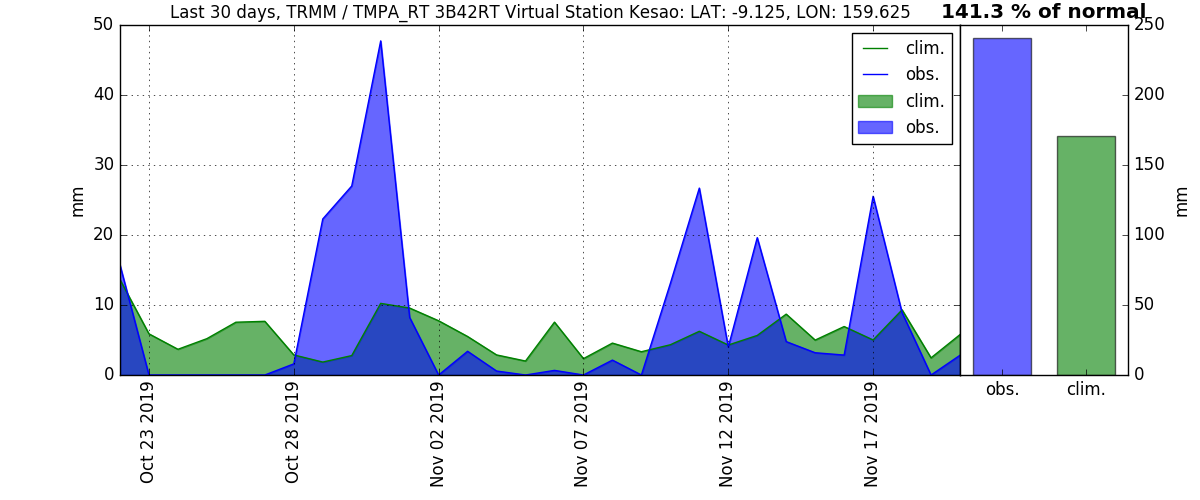 Last 30 days, TRMM / TMPA_RT 3B42RT Virtual Station Kesao: LAT: -9.125, LON: 159.625
141.3 % of normal
50
40
30
20
10
0
mm
clim.
obs.
clim.
obs.
Oct 23 2019
Oct 28 2019
Nov 02 2019
Nov 07 2019
Nov 12 2019
Nov 17 2019
250
200
150
100
50
0
mm
obs.
clim.